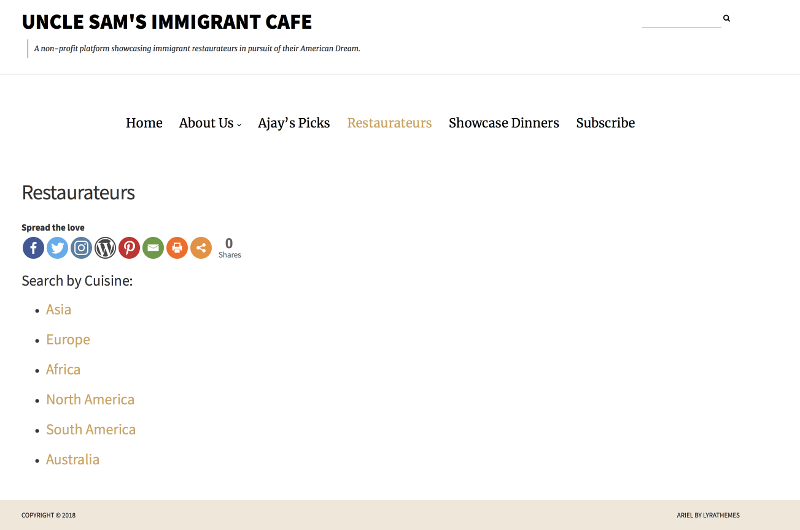 UNCLE SAM'S IMMIGRANT CAFE
A non-profit platform showcasing immigrant restaurateurs in pursuit of their American Dream.
Home About Us Ajay's Picks Restaurateurs Showcase Dinners Subscribe
Restaurateurs
Spread the love
0
Shares
Search by Cuisine:
Asia
Europe
Africa
North America
South America
Australia
COPYRIGHT © 2018 ARIEL BY LYRATHEMES